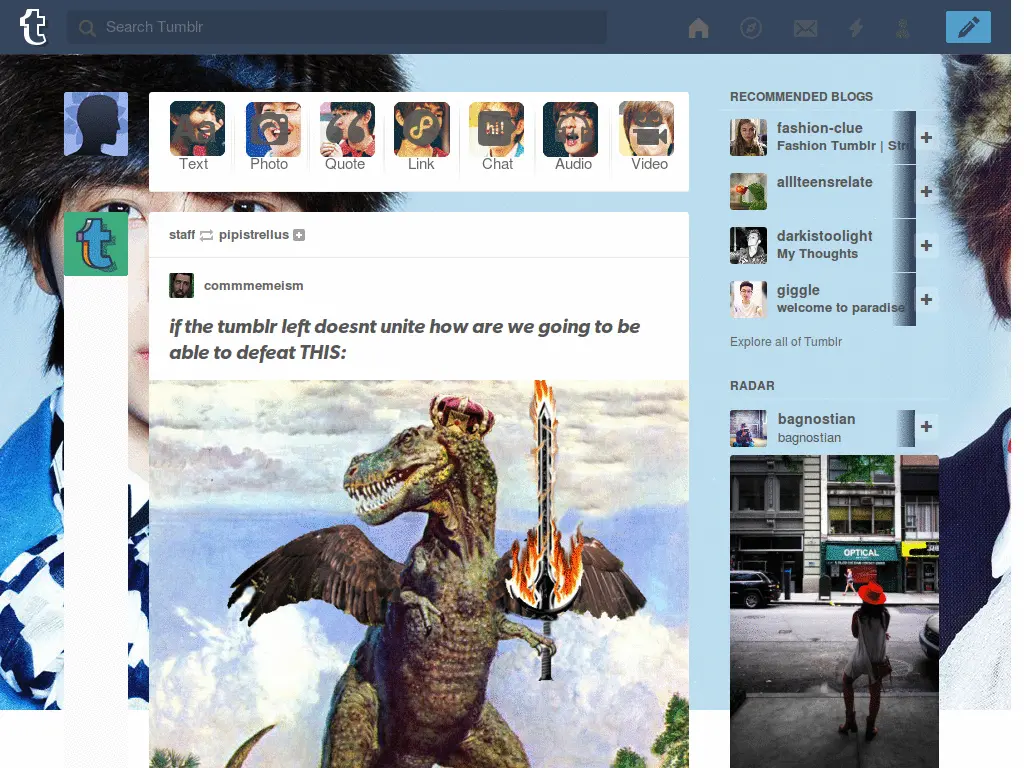 Search Tumblr
Text
Photo
Quote
Link
hi!
Chat
Audio
Video
staff pipistrellus
commmemeism
if the tumblr left doesnt unite how are we going to be
able to defeat THIS:
RECOMMENDED BLOGS
fashion-clue
Fashion Tumblr | Str
alllteensrelate
darkistoolight
My Thoughts
giggle
welcome to paradise
Explore all of Tumblr
RADAR
bagnostian
bagnostian
OPTICAL